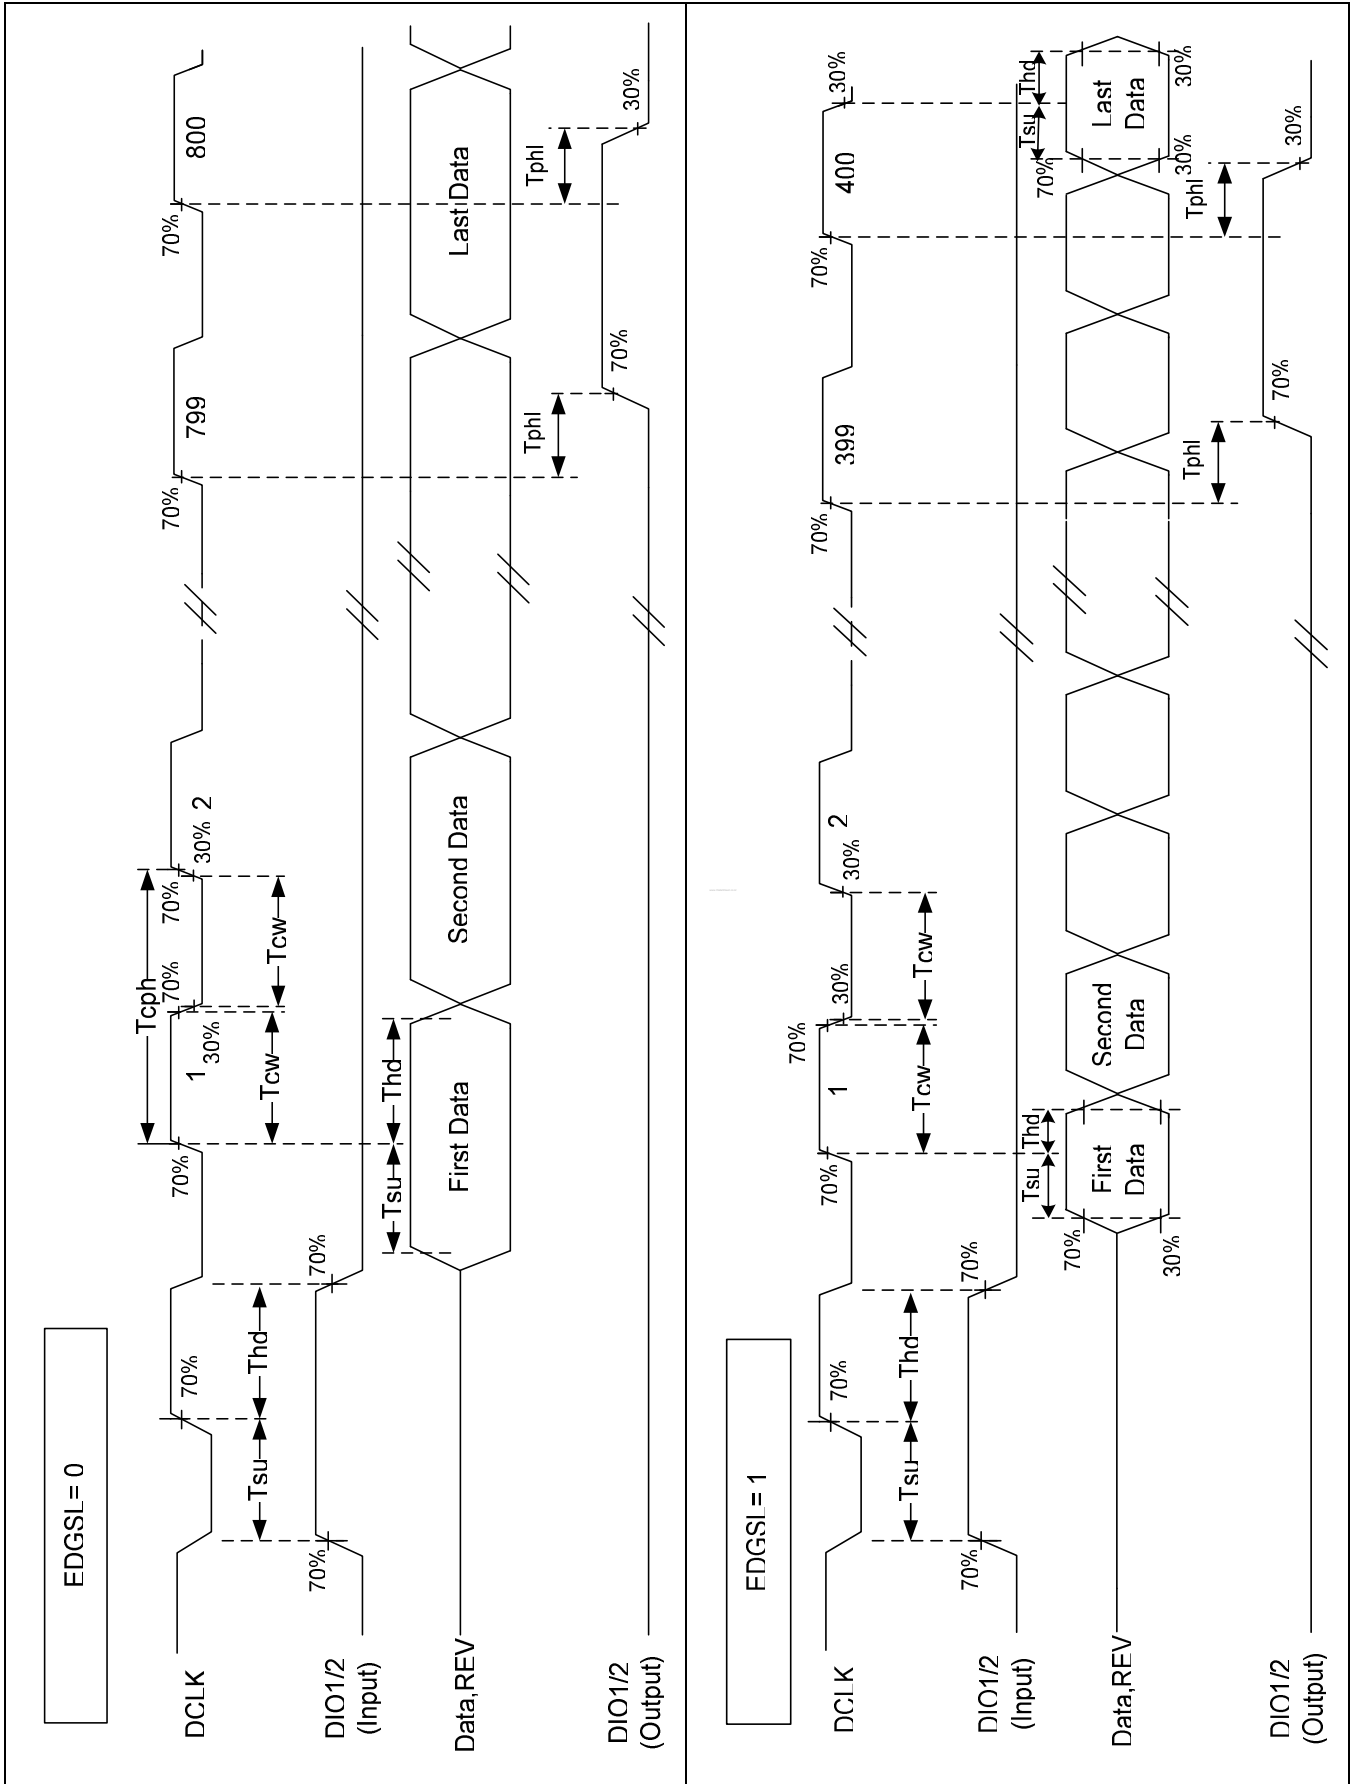 EDGSL= 0
DCLK
70%
70%
1
30%
70%
70%
30%
2
70%
799
70%
800
Tcph
Tsu
Thd
Tcw
Tcw
DIO1/2
(Input)
70%
70%
Tsu
Thd
Data,REV
First Data
Second Data
Last Data
Tphl
Tphl
DIO1/2
(Output)
70%
30%
EDGSL= 1
DCLK
70%
70%
1
70%
30%
30%
2
70%
399
70%
400
30%
Tsu
Thd
Tcw
Tcw
DIO1/2
(Input)
70%
70%
Tsu
Thd
Tsu
Thd
Data,REV
70%
30%
First
Data
Second
Data
70%
30%
Last
Data
30%
Tphl
Tphl
DIO1/2
(Output)
70%
30%